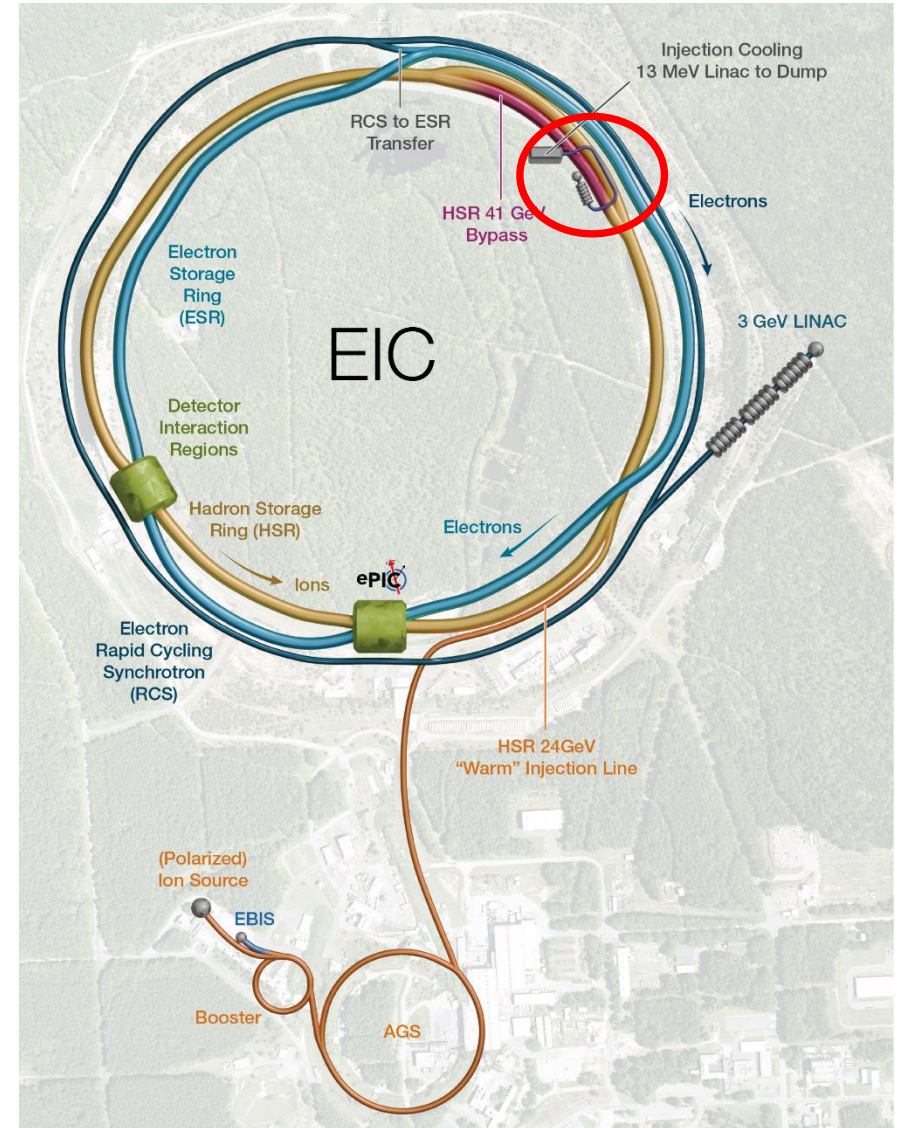 Injection Cooling
13 MeV Linac to Dump
RCS to ESR
Transfer
HSR 41 GeV
Bypass
Electrons
Electron
Storage
Ring
(ESR)
3 GeV LINAC
EIC
Detector
Interaction
Regions
Hadron Storage
Ring (HSR)
Electrons
Ions
ePIC
Electron
Rapid Cycling
Synchrotron
(RCS)
HSR 24GeV
“Warm” Injection Line
(Polarized)
Ion Source
EBIS
Booster
AGS